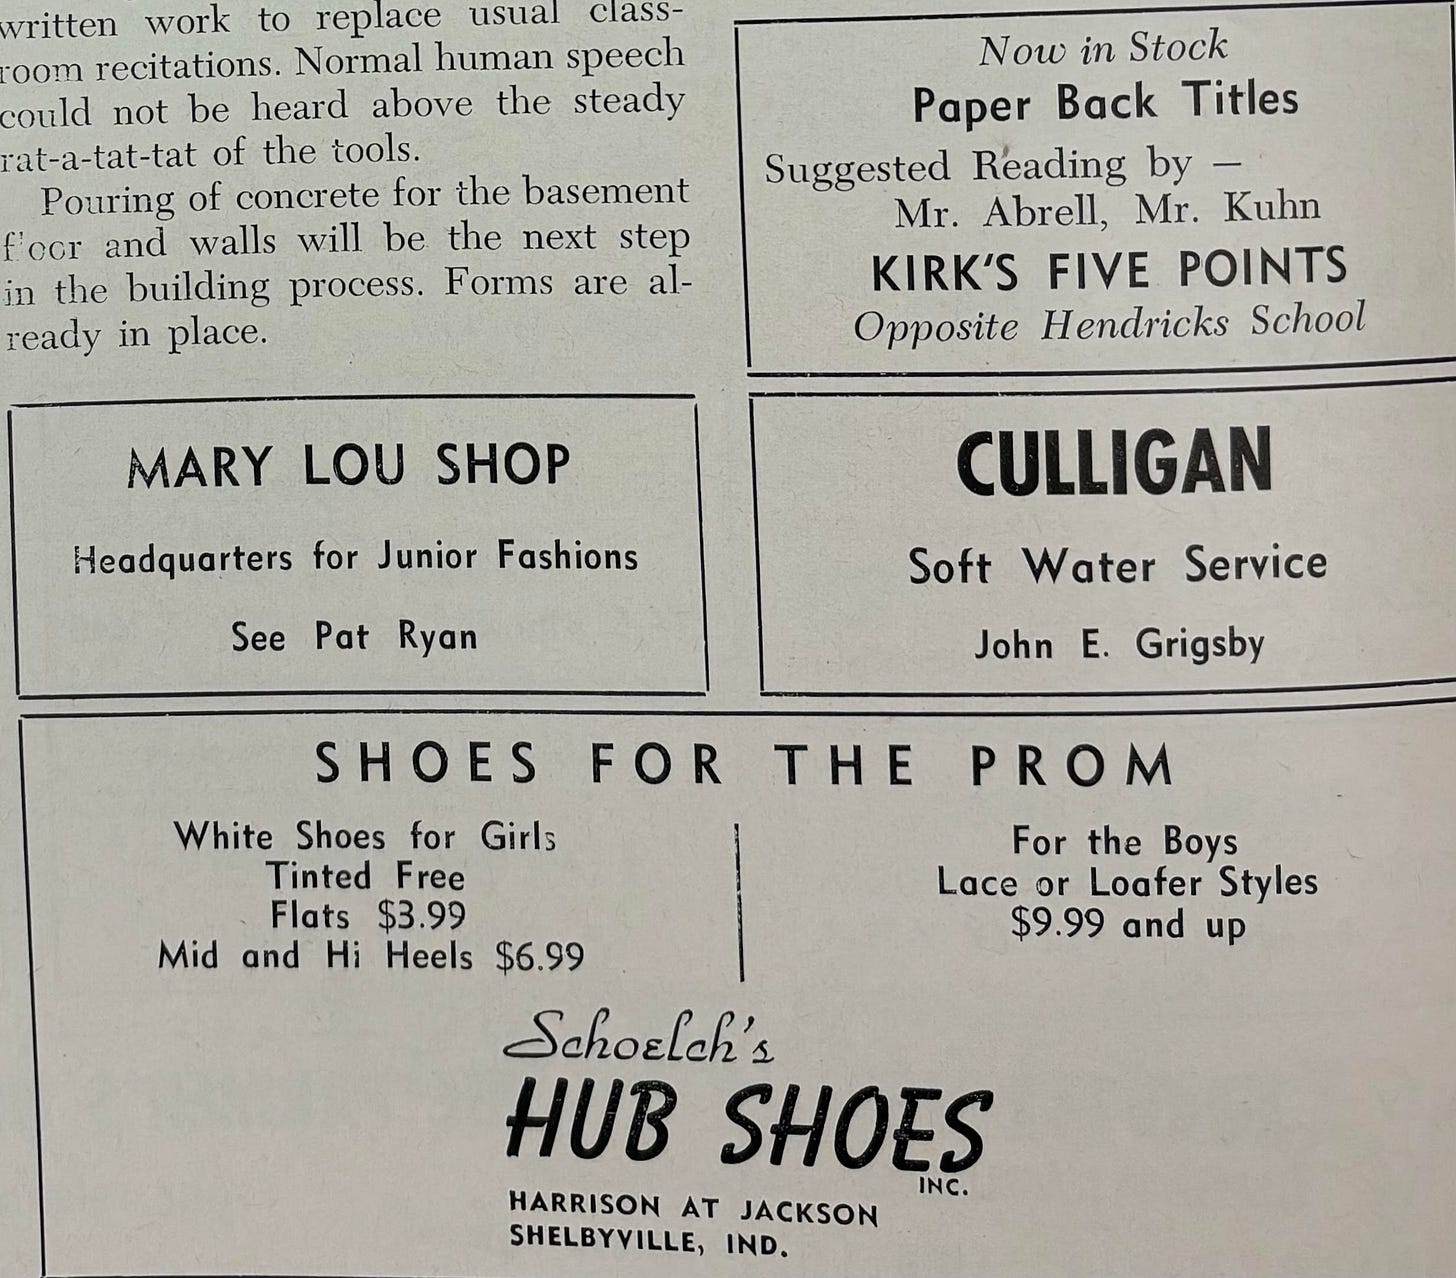 written work to replace usual class-
room recitations. Normal human speech
could not be heard above the steady
rat-a-tat-tat of the tools.
Pouring of concrete for the basement
floor and walls will be the next step
in the building process. Forms are al-
ready in place.
Now in Stock
Paper Back Titles
Suggested Reading by —
Mr. Abrell, Mr. Kuhn
KIRK'S FIVE POINTS
Opposite Hendricks School
MARY LOU SHOP
Headquarters for Junior Fashions
See Pat Ryan
CULLIGAN
Soft Water Service
John E. Grigsby
SHOES FOR THE PROM
White Shoes for Girls
Tinted Free
Flats $3.99
Mid and Hi Heels $6.99
For the Boys
Lace or Loafer Styles
$9.99 and up
Schoelch's
HUB SHOES
INC.
HARRISON AT JACKSON
SHELBYVILLE, IND.